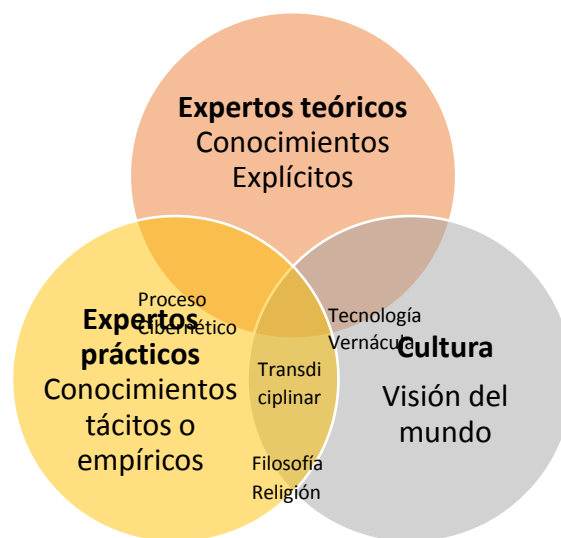 Expertos teóricos
Conocimientos
Explícitos
Proceso
Cibernético
Tecnología
Vernácula
Expertos
prácticos
Conocimientos
tácitos o
empíricos
Cultura
Visión del
mundo
Transdi
ciplinar
Filosofía
Religión